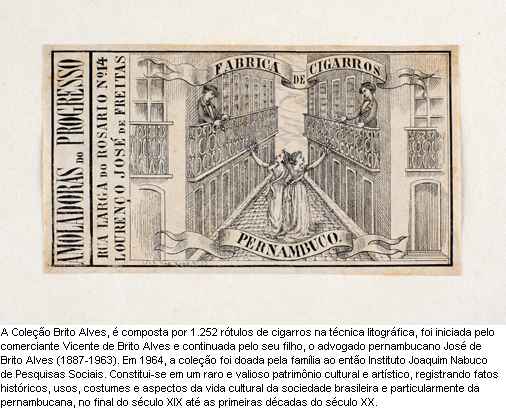 AMOLADORAS DO PROGRESSO
RUA LARGA DO ROSARIO Nº14
LOURENÇO JOSÉ DE FREITAS
FABRICA DE CIGARROS
PERNAMBUCO.
A Coleção Brito Alves, é composta por 1.252 rótulos de cigarros na técnica litográfica, foi iniciada pelo
comerciante Vicente de Brito Alves e continuada pelo seu filho, o advogado pernambucano José de
Brito Alves (1887-1963). Em 1964, a coleção foi doada pela família ao então Instituto Joaquim Nabuco
de Pesquisas Sociais. Constitui-se em um raro e valioso patrimônio cultural e artístico, registrando fatos
históricos, usos, costumes e aspectos da vida cultural da sociedade brasileira e particularmente da
pernambucana, no final do século XIX até as primeiras décadas do século XX.